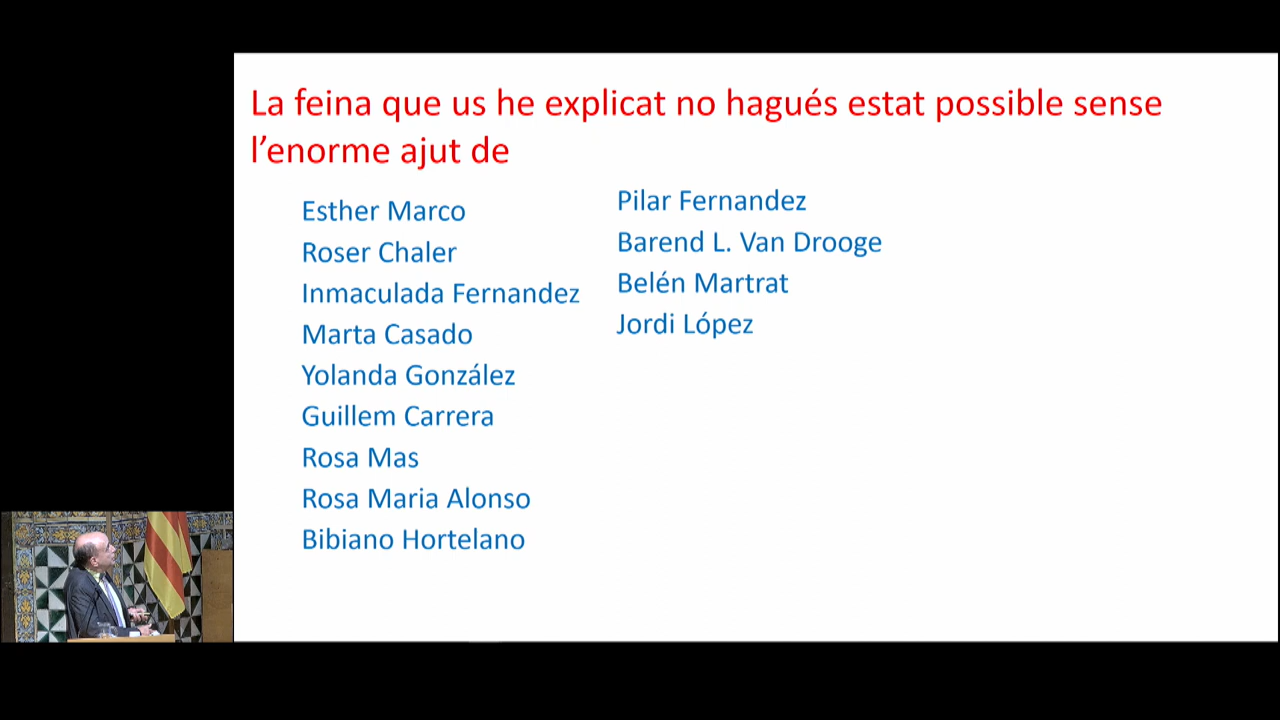 La feina que us he explicat no hagués estat possible sense
l’enorme ajut de
Esther Marco
Roser Chaler
Inmaculada Fernandez
Marta Casado
Yolanda González
Guillem Carrera
Rosa Mas
Rosa Maria Alonso
Bibiano Hortelano
Pilar Fernandez
Barend L. Van Drooge
Belén Martrat
Jordi López